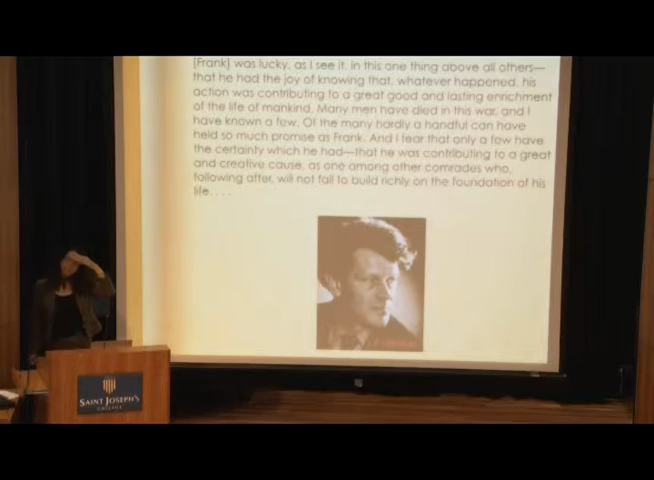 [Frank] was lucky, as I see it. In this one thing above all others—
that he had the joy of knowing that, whatever happened, his
action was contributing to a great good and lasting enrichment
of the life of mankind. Many men have died in this war, and I
have known a few. Of the many hardly a handful can have
held so much promise as Frank. And I fear that only a few have
the certainty which he had—that he was contributing to a great
and creative cause, as one among other comrades who,
following after, will not fail to build richly on the foundation of his
life. . . .
SAINT JOSEPH'S
COLLEGE